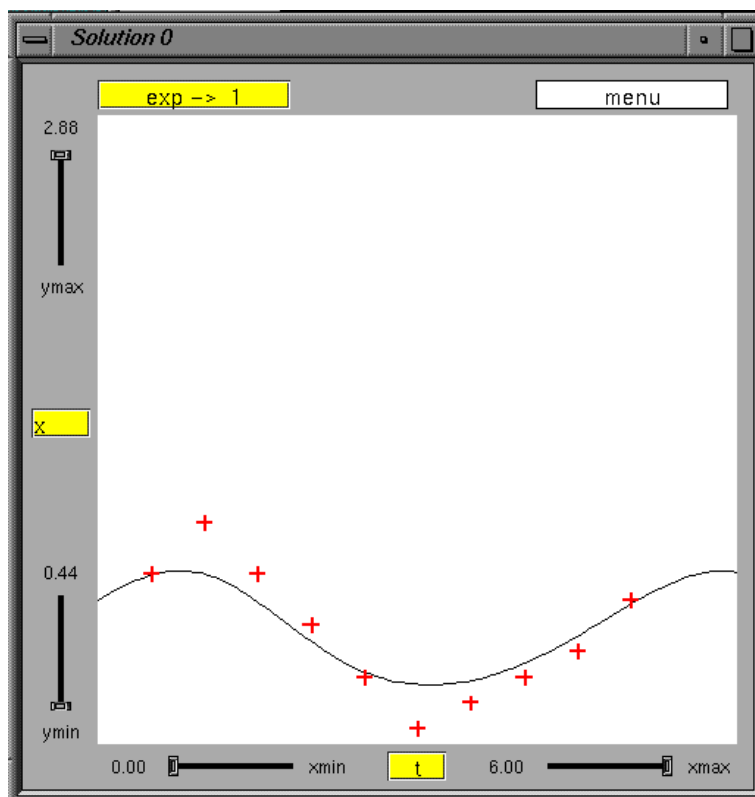 Solution 0
exp -> 1
menu
2.88
ymax
x
0.44
ymin
0.00
xmin
t
6.00
xmax